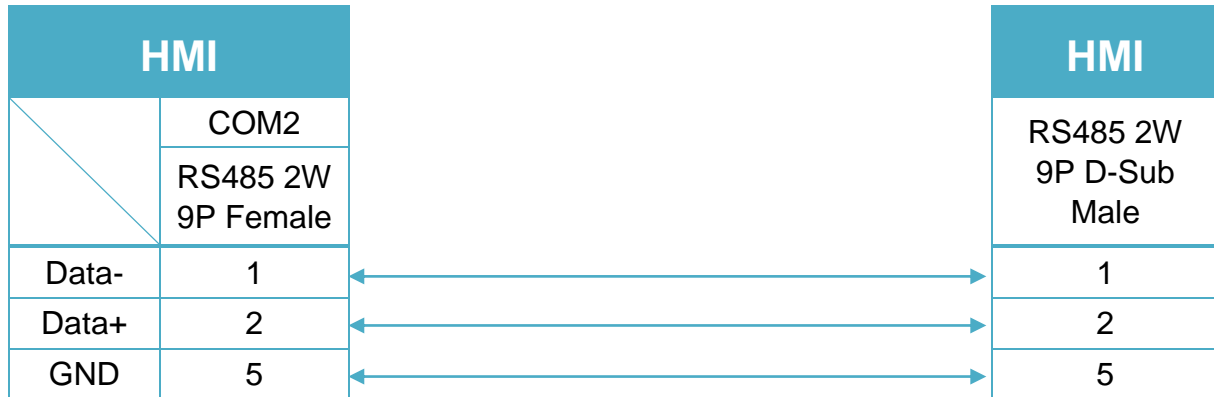 HMI
HMI
COM2
RS485 2W
9P Female
RS485 2W
9P D-Sub
Male
Data- 1 1
Data+ 2 2
GND 5 5